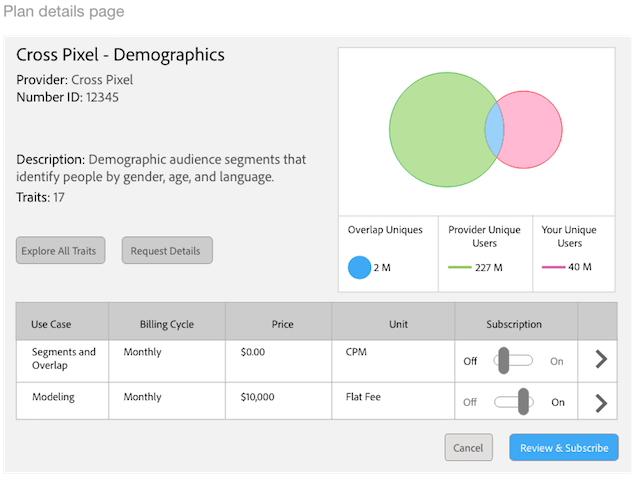 Plan details page
Cross Pixel - Demographics
Provider: Cross Pixel
Number ID: 12345
Description: Demographic audience segments that
identify people by gender, age, and language.
Traits: 17
Explore All Traits
Request Details
Overlap Uniques
2 M
Provider Unique
Users
227 M
Your Unique
Users
40 M
Use Case Billing Cycle Price Unit Subscription
Segments and
Overlap
Monthly $0.00 CPM Off On
Modeling Monthly $10,000 Flat Fee Off On
Cancel
Review & Subscribe